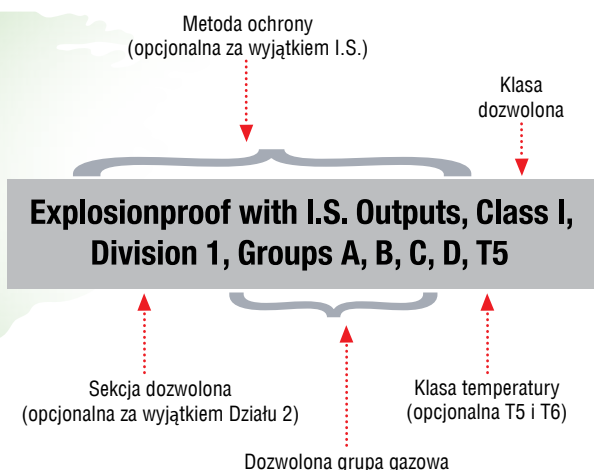 Metoda ochrony
(opcjonalna za wyjątkiem I.S.)
Klasa
dozwolona
Explosionproof with I.S. Outputs, Class I,
Division 1, Groups A, B, C, D, T5
Sekcja dozwolona
(opcjonalna za wyjątkiem Działu 2)
Klasa temperatury
(opcjonalna T5 i T6)
Dozwolona grupa gazowa